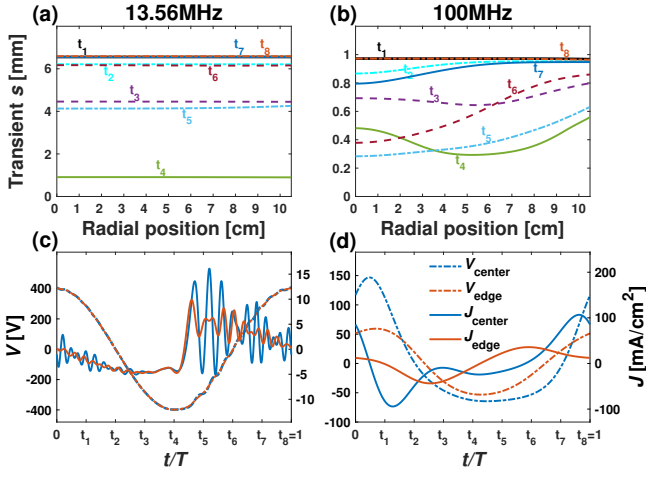 (a) 13.56MHz
(b) 100MHz
Transient s [mm]
6
4
2
0
t1
t7
t8
t2
t6
t3
t5
t4
0 1 2 3 4 5 6 7 8 9 10
Radial position [cm]
1
0.8
0.6
0.4
0.2
0
t1
t8
t2
t7
t6
t3
t5
t4
0 1 2 3 4 5 6 7 8 9 10
Radial position [cm]
(c)
V [V]
400
200
0
-200
-400
15
10
5
0
-5
-10
0 t1 t2 t3 t4 t5 t6 t7 t8=1
t/T
(d)
150
100
50
0
-50
-100
Vcenter
Vedge
Jcenter
Jedge
200
100
0
-100
J [mA/cm2]
0 t1 t2 t3 t4 t5 t6 t7 t8=1
t/T